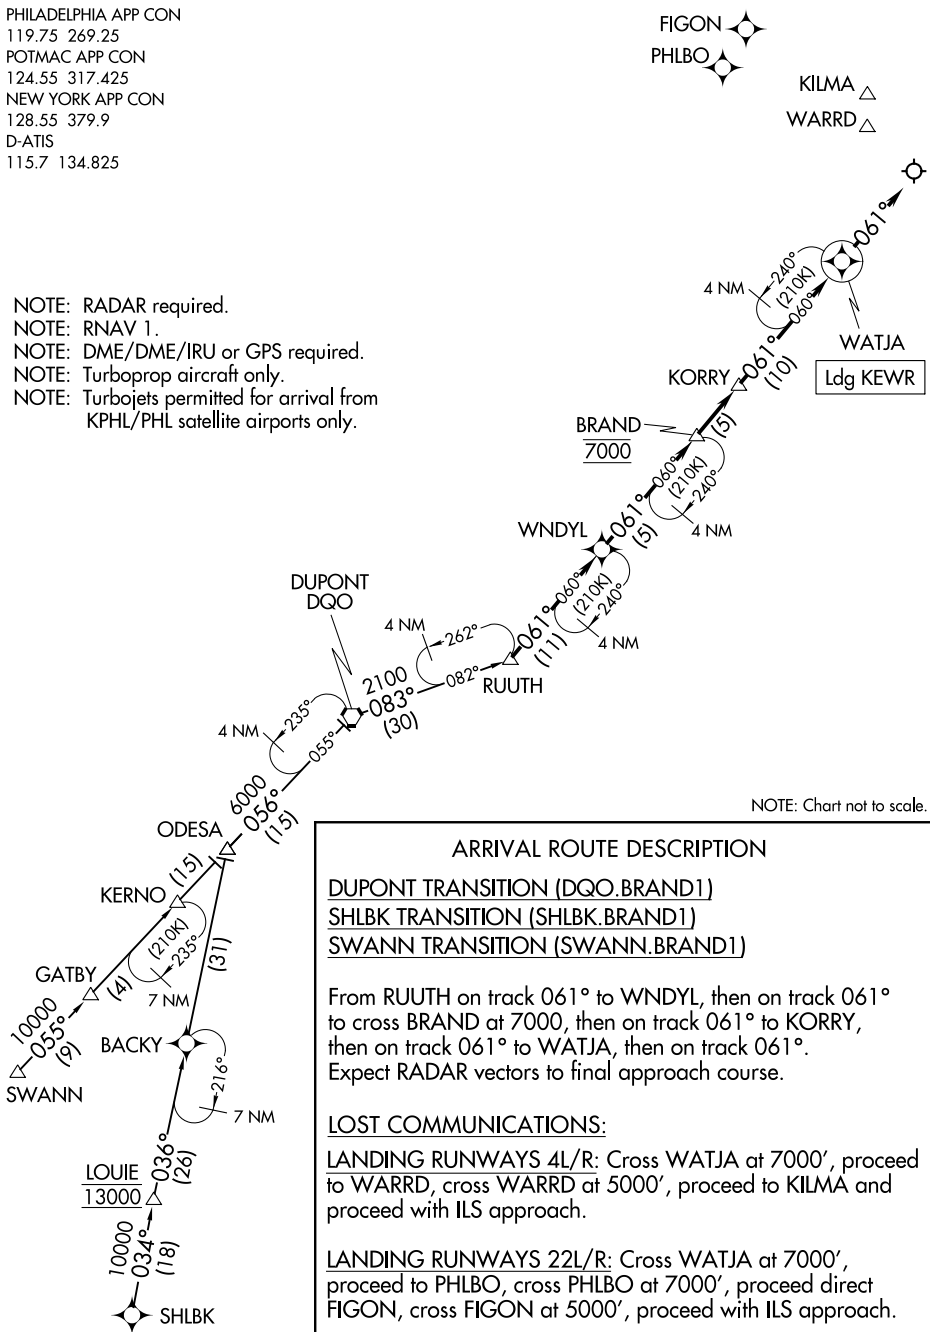 PHILADELPHIA APP CON
119.75 269.25
POTMAC APP CON
124.55 317.425
NEW YORK APP CON
128.55 379.9
D-ATIS
115.7 134.825
FIGON
PHLBO
KILMA
WARRD
NOTE: RADAR required.
NOTE: RNAV 1.
NOTE: DME/DME/IRU or GPS required.
NOTE: Turboprop aircraft only.
NOTE: Turbojets permitted for arrival from
KPHL/PHL satellite airports only.
061°
240°
(210K)
060°
4 NM
WATJA
Ldg KEWR
KORRY
061°
(10)
BRAND
7000
(5)
060°
(210K)
240°
4 NM
WNDYL
061°
(5)
060°
(210K)
240°
4 NM
DUPONT
DQO
4 NM
262°
061°
(11)
082°
RUUTH
2100
083°
(30)
4 NM
235°
055°
6000
056°
(15)
NOTE: Chart not to scale.
ODESA
(15)
KERNO
(210K)
235°
7 NM
(31)
GATBY
(4)
10000
055°
(9)
SWANN
BACKY
216°
7 NM
036°
(26)
LOUIE
13000
10000
034°
(18)
SHLBK
ARRIVAL ROUTE DESCRIPTION
DUPONT TRANSITION (DQO.BRAND1)
SHLBK TRANSITION (SHLBK.BRAND1)
SWANN TRANSITION (SWANN.BRAND1)
From RUUTH on track 061° to WNDYL, then on track 061°
to cross BRAND at 7000, then on track 061° to KORRY,
then on track 061° to WATJA, then on track 061°.
Expect RADAR vectors to final approach course.
LOST COMMUNICATIONS:
LANDING RUNWAYS 4L/R: Cross WATJA at 7000′, proceed
to WARRD, cross WARRD at 5000′, proceed to KILMA and
proceed with ILS approach.
LANDING RUNWAYS 22L/R: Cross WATJA at 7000′,
proceed to PHLBO, cross PHLBO at 7000′, proceed direct
FIGON, cross FIGON at 5000′, proceed with ILS approach.